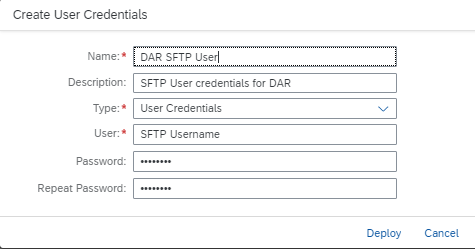 Create User Credentials
Name:* DAR SFTP User
Description: SFTP User credentials for DAR
Type:* User Credentials
User:* SFTP Username
Password: ••••••••
Repeat Password: ••••••••
Deploy Cancel